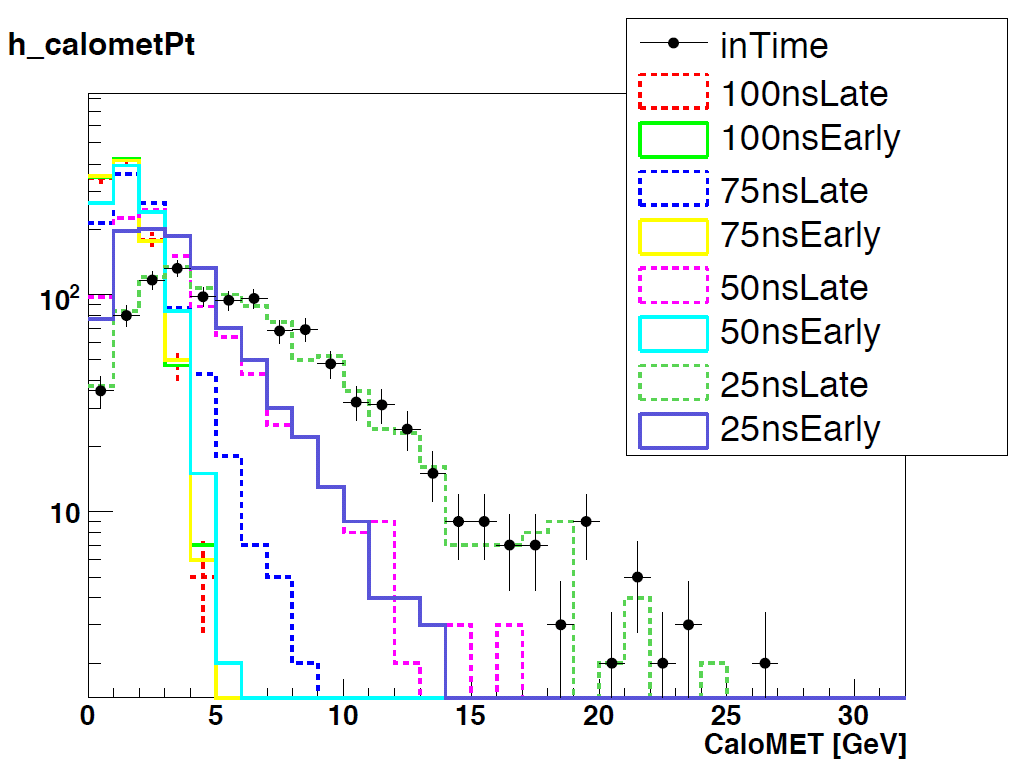 h_calometPt
inTime
100nsLate
100nsEarly
75nsLate
75nsEarly
50nsLate
50nsEarly
25nsLate
25nsEarly
10²
10
0 5 10 15 20 25 30
CaloMET [GeV]